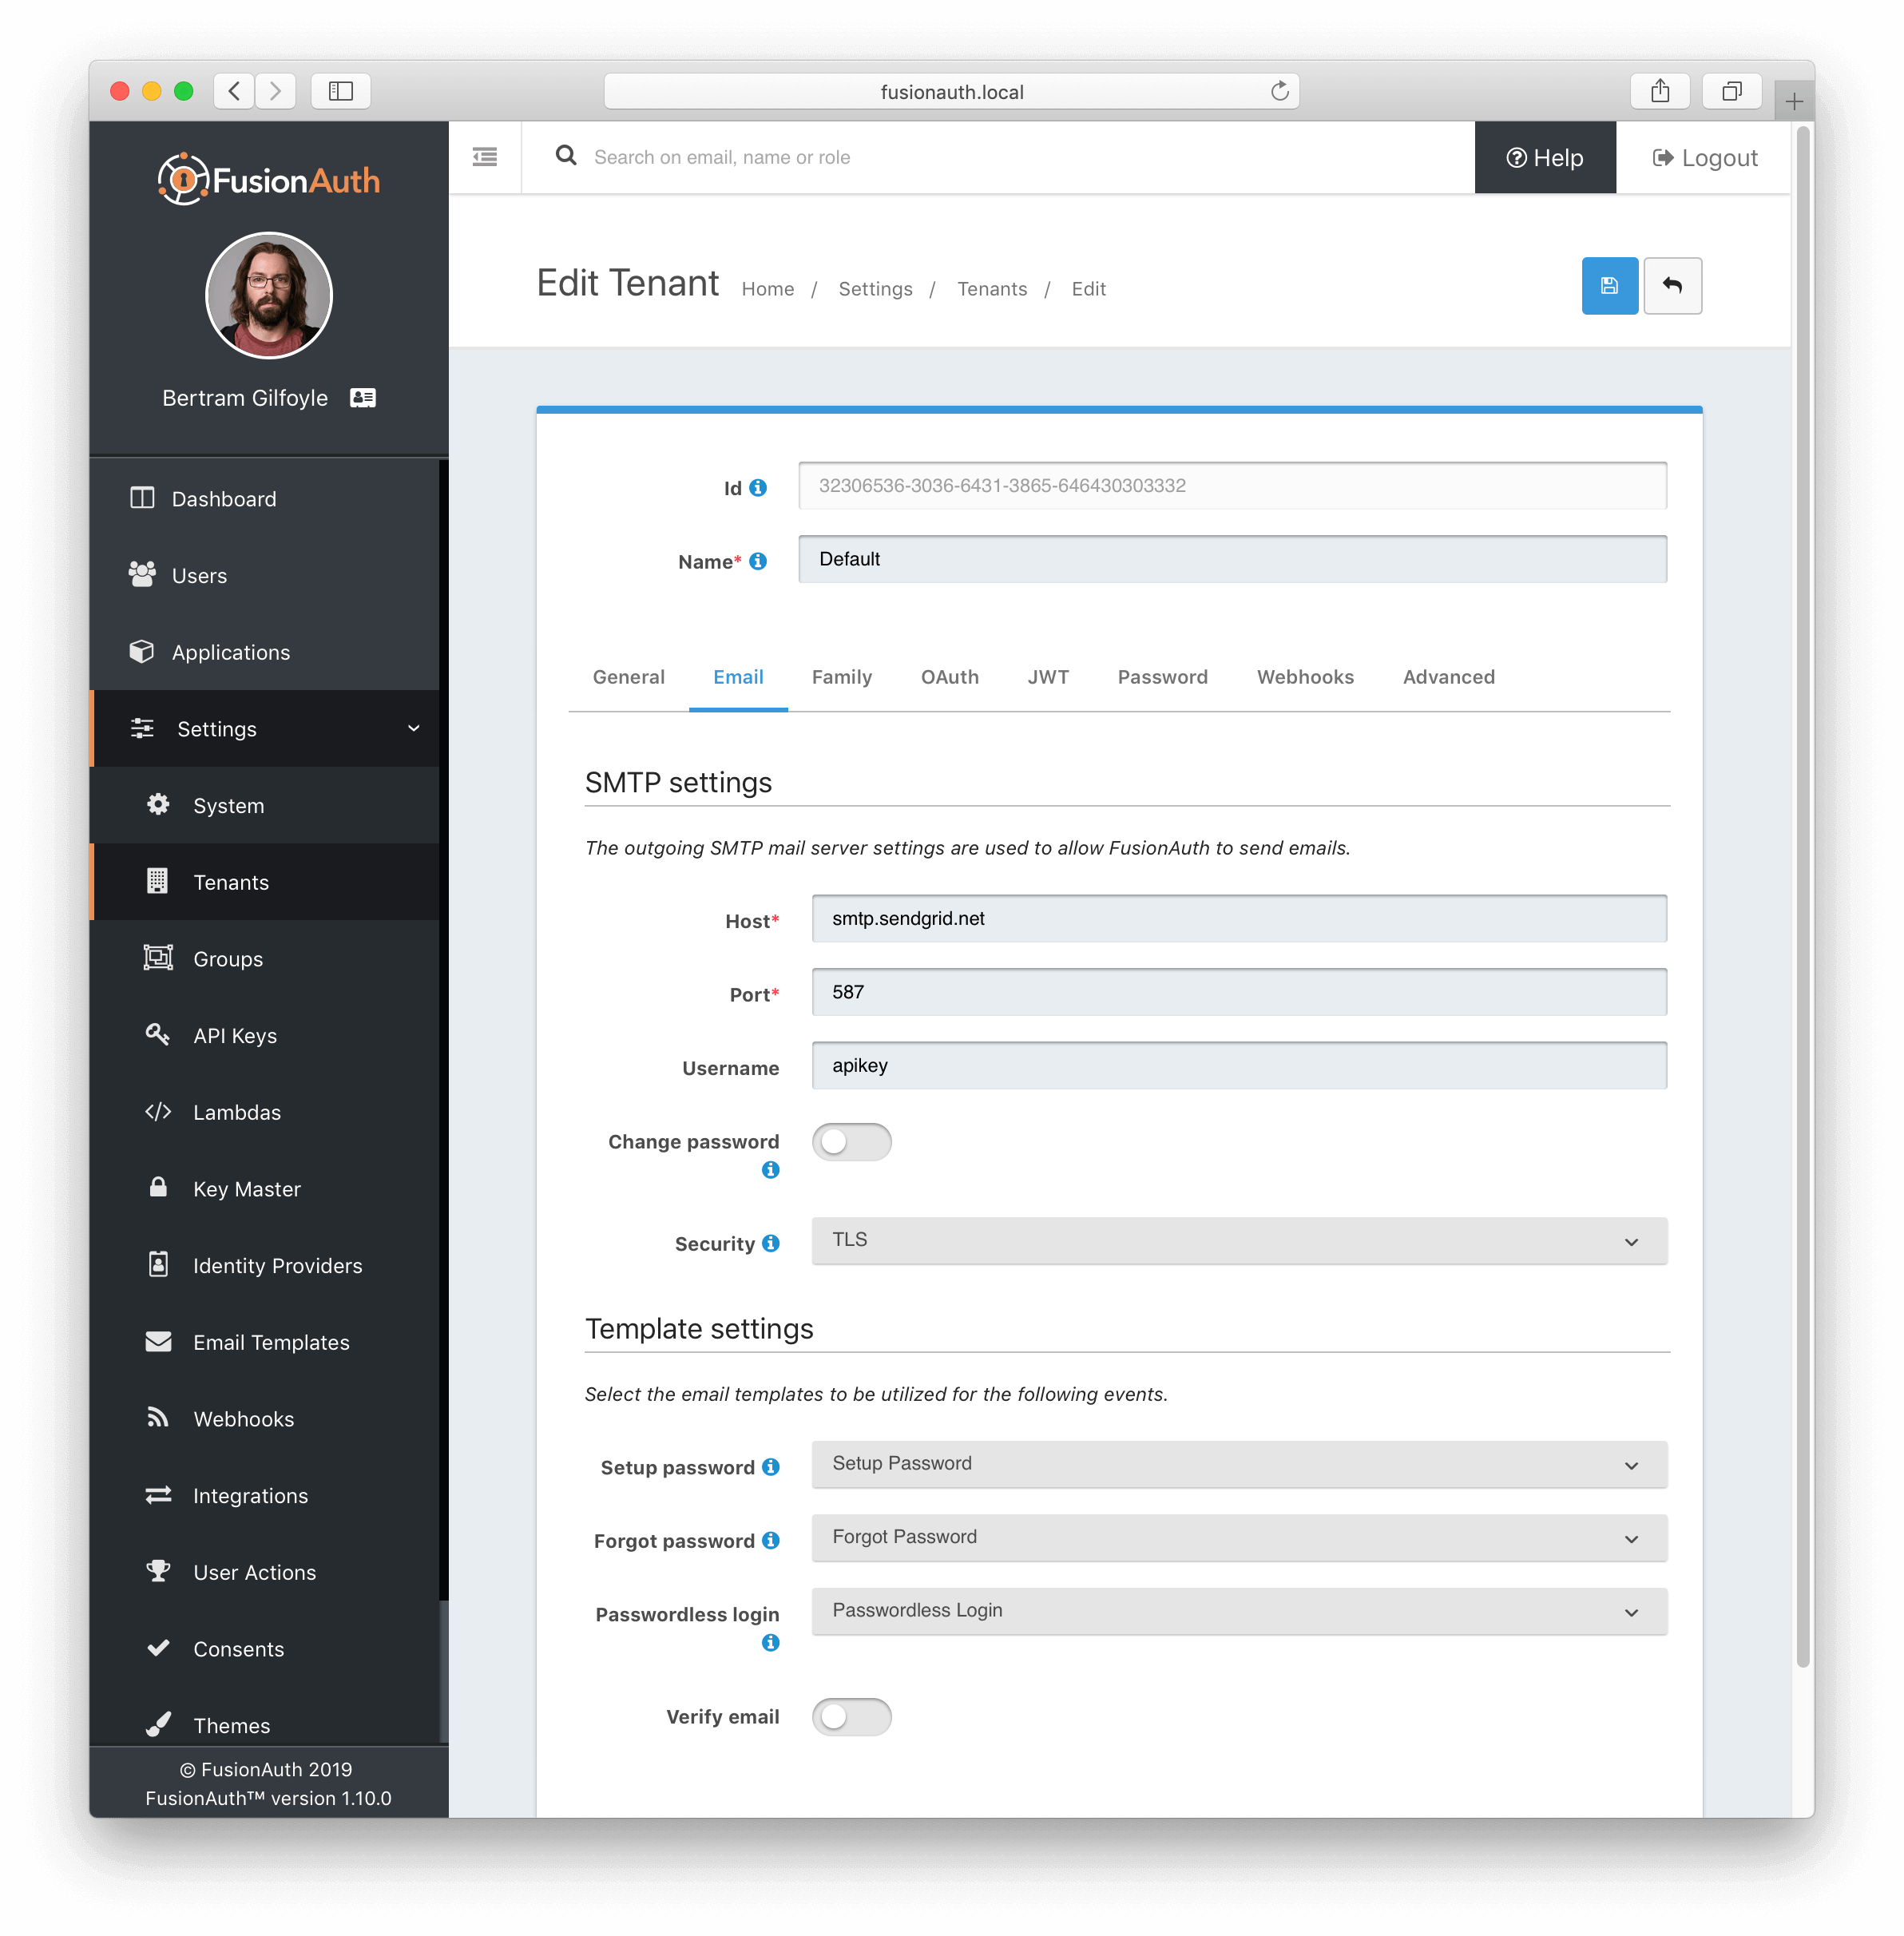 fusionauth.local
FusionAuth
Bertram Gilfoyle
Dashboard
Users
Applications
Settings
System
Tenants
Groups
API Keys
Lambdas
Key Master
Identity Providers
Email Templates
Webhooks
Integrations
User Actions
Consents
Themes
© FusionAuth 2019
FusionAuth™ version 1.10.0
Search on email, name or role
Help
Logout
Edit Tenant
Home / Settings / Tenants / Edit
Id
32306536-3036-6431-3865-646430303332
Name*
Default
General Email Family OAuth JWT Password Webhooks Advanced
SMTP settings
The outgoing SMTP mail server settings are used to allow FusionAuth to send emails.
Host*
smtp.sendgrid.net
Port*
587
Username
apikey
Change password
Security
TLS
Template settings
Select the email templates to be utilized for the following events.
Setup password
Setup Password
Forgot password
Forgot Password
Passwordless login
Passwordless Login
Verify email